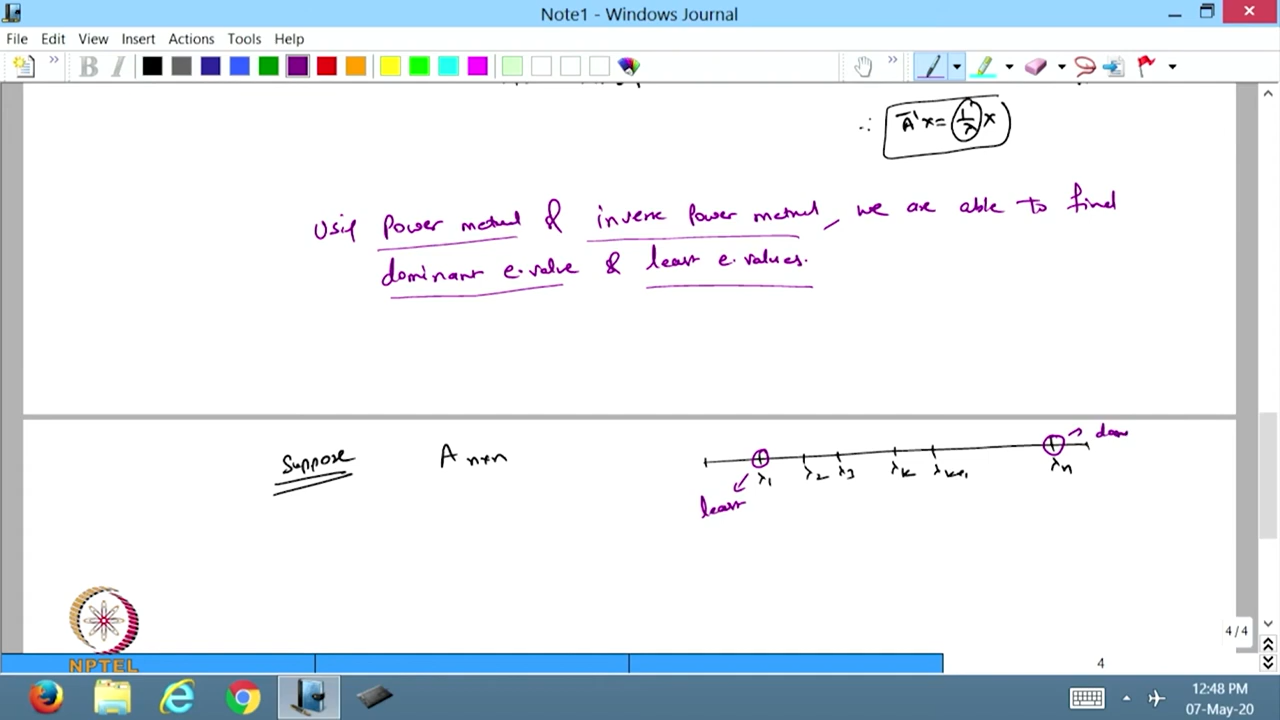 Note1 - Windows Journal
File Edit View Insert Actions Tools Help
∴ A⁻¹x = (1/λ) x
Usig Power method & inverse Power method, we are able to find
dominant e.value & least e.values.
Suppose A n×n
dom
λ1 λ2 λ3 λk λk+1 λn
least
4 / 4
NPTEL
4
12:48 PM
07-May-20